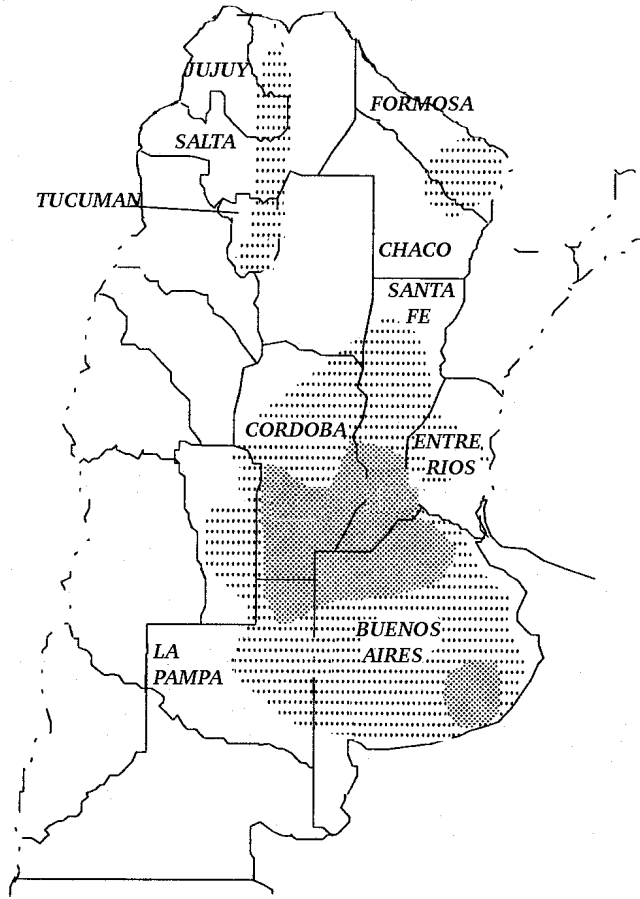 JUJUY
FORMOSA
SALTA
TUCUMAN
CHACO
SANTA
FE
CORDOBA
ENTRE
RIOS
BUENOS
AIRES
LA
PAMPA